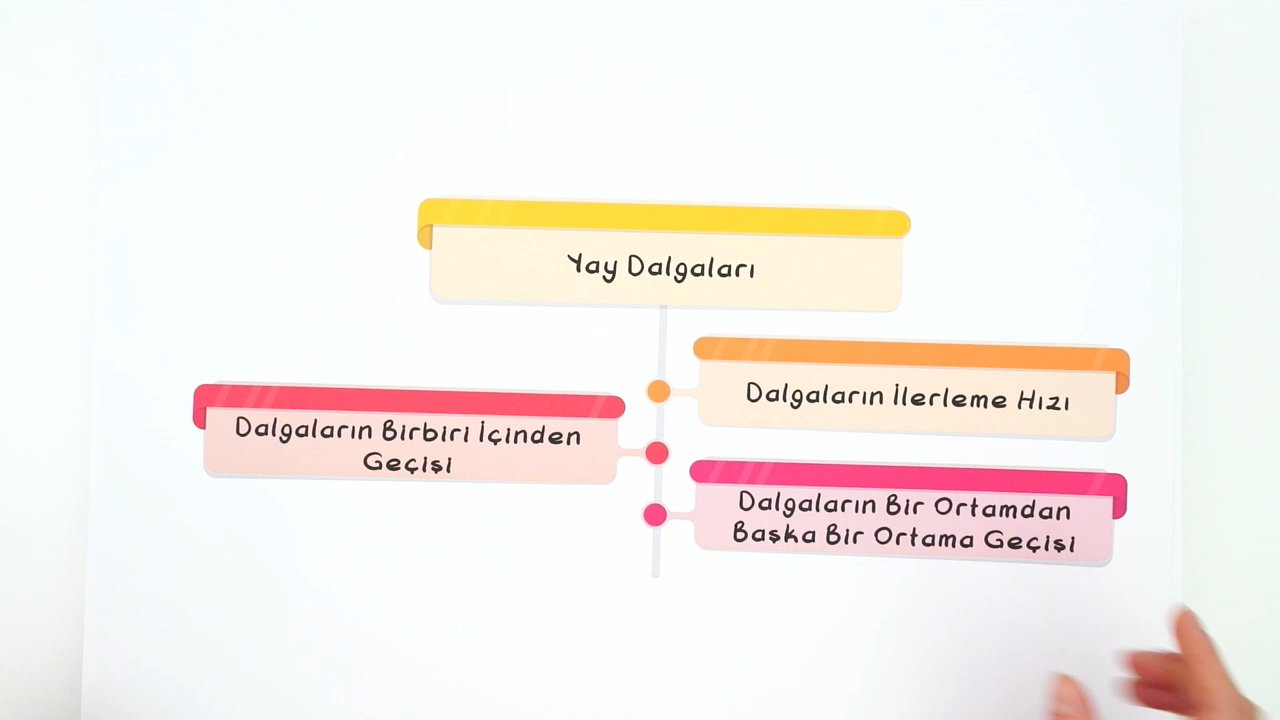 Yay Dalgaları
Dalgaların İlerleme Hızı
Dalgaların Birbiri İçinden
Geçişi
Dalgaların Bir Ortamdan
Başka Bir Ortama Geçişi